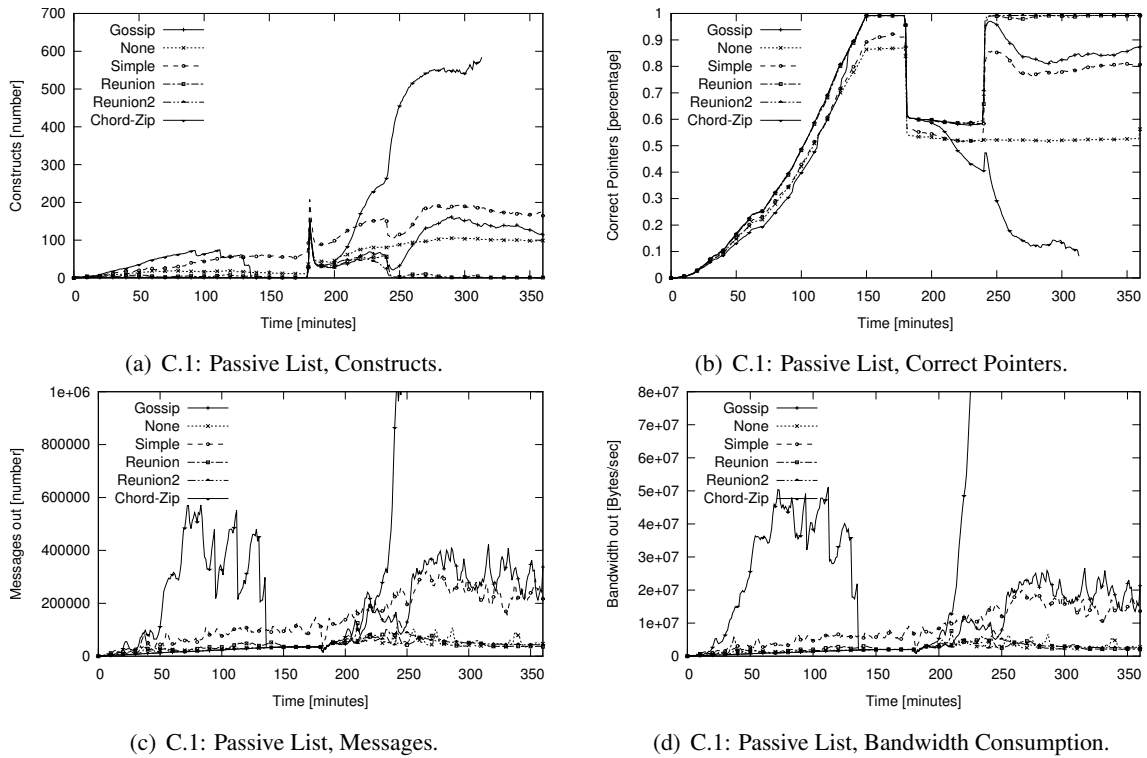 700
600
500
400
300
200
100
0
Constructs [number]
Gossip
None
Simple
Reunion
Reunion2
Chord-Zip
0 50 100 150 200 250 300 350
Time [minutes]
(a) C.1: Passive List, Constructs.
1
0.9
0.8
0.7
0.6
0.5
0.4
0.3
0.2
0.1
0
Correct Pointers [percentage]
Gossip
None
Simple
Reunion
Reunion2
Chord-Zip
0 50 100 150 200 250 300 350
Time [minutes]
(b) C.1: Passive List, Correct Pointers.
1e+06
800000
600000
400000
200000
0
Messages out [number]
Gossip
None
Simple
Reunion
Reunion2
Chord-Zip
0 50 100 150 200 250 300 350
Time [minutes]
(c) C.1: Passive List, Messages.
8e+07
7e+07
6e+07
5e+07
4e+07
3e+07
2e+07
1e+07
0
Bandwidth out [Bytes/sec]
Gossip
None
Simple
Reunion
Reunion2
Chord-Zip
0 50 100 150 200 250 300 350
Time [minutes]
(d) C.1: Passive List, Bandwidth Consumption.